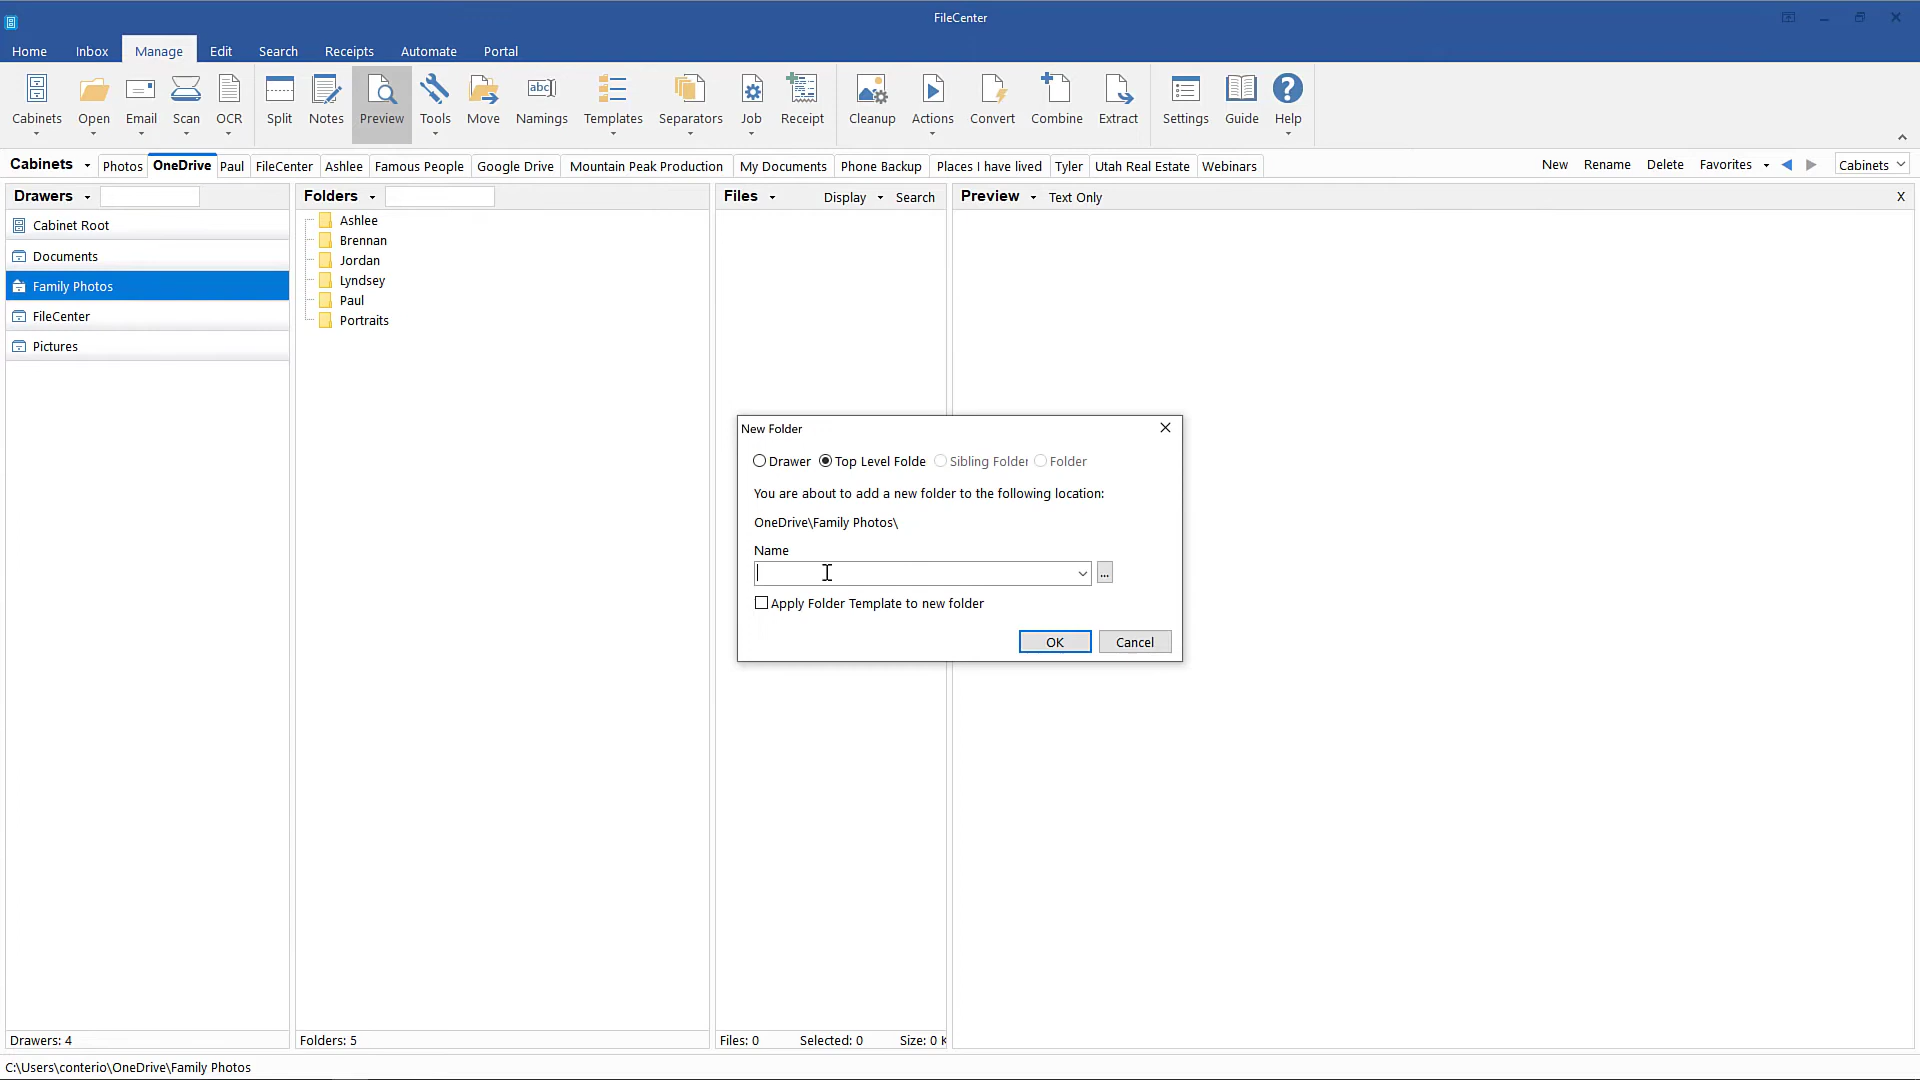 FileCenter
Home Inbox Manage Edit Search Receipts Automate Portal
Cabinets Open Email Scan OCR Split Notes Preview Tools Move Namings Templates Separators Job Receipt Cleanup Actions Convert Combine Extract Settings Guide Help
Cabinets Photos OneDrive Paul FileCenter Ashlee Famous People Google Drive Mountain Peak Production My Documents Phone Backup Places I have lived Tyler Utah Real Estate Webinars New Rename Delete Favorites Cabinets
Drawers Folders Files Display Search Preview Text Only X
Cabinet Root
Documents
Family Photos
FileCenter
Pictures
Ashlee
Brennan
Jordan
Lyndsey
Paul
Portraits
New Folder
Drawer Top Level Folde Sibling Folder Folder
You are about to add a new folder to the following location:
OneDrive\Family Photos\
Name
...
Apply Folder Template to new folder
OK Cancel
Drawers: 4 Folders: 5 Files: 0 Selected: 0 Size: 0 K
C:\Users\conterio\OneDrive\Family Photos